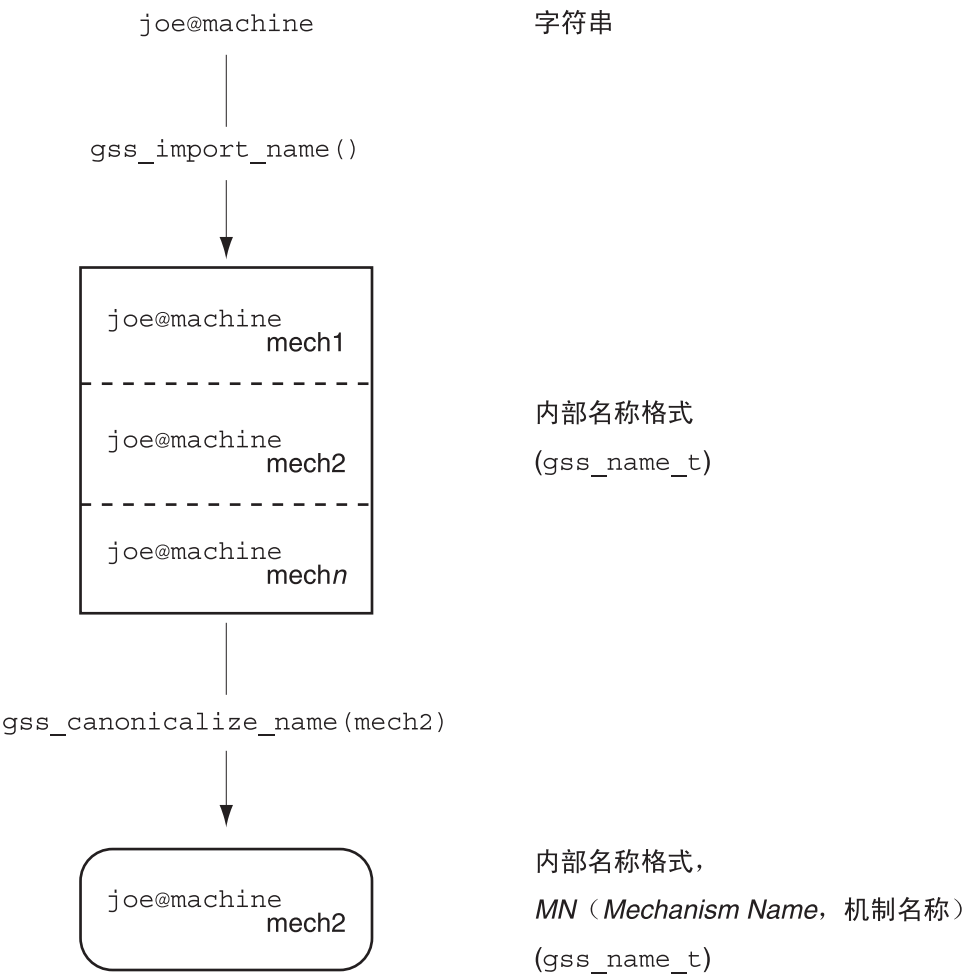 joe@machine 字符串
gss_import_name()
joe@machine
mech1
内部名称格式
joe@machine
mech2
(gss_name_t)
joe@machine
mechn
gss_canonicalize_name(mech2)
内部名称格式，
joe@machine
mech2
MN（Mechanism Name，机制名称）
(gss_name_t)